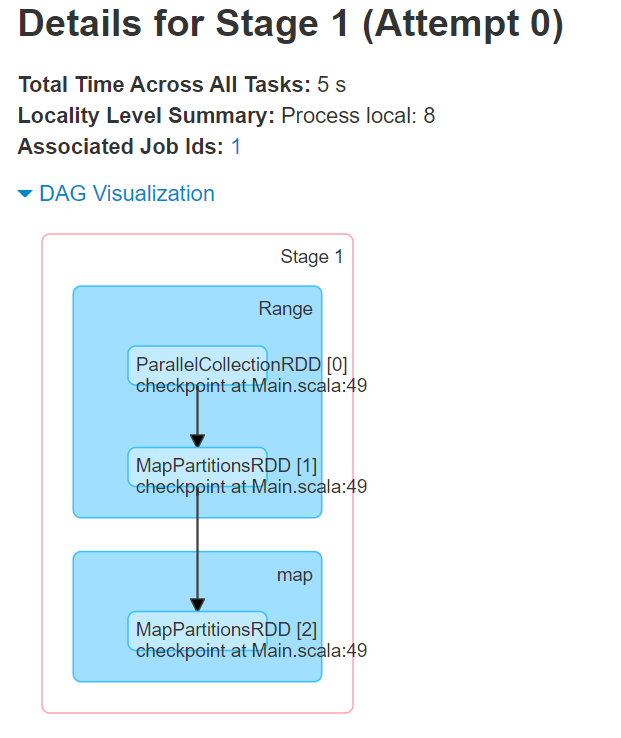 Details for Stage 1 (Attempt 0)
Total Time Across All Tasks: 5 s
Locality Level Summary: Process local: 8
Associated Job Ids: 1
DAG Visualization
Stage 1
Range
ParallelCollectionRDD [0]
checkpoint at Main.scala:49
MapPartitionsRDD [1]
checkpoint at Main.scala:49
map
MapPartitionsRDD [2]
checkpoint at Main.scala:49